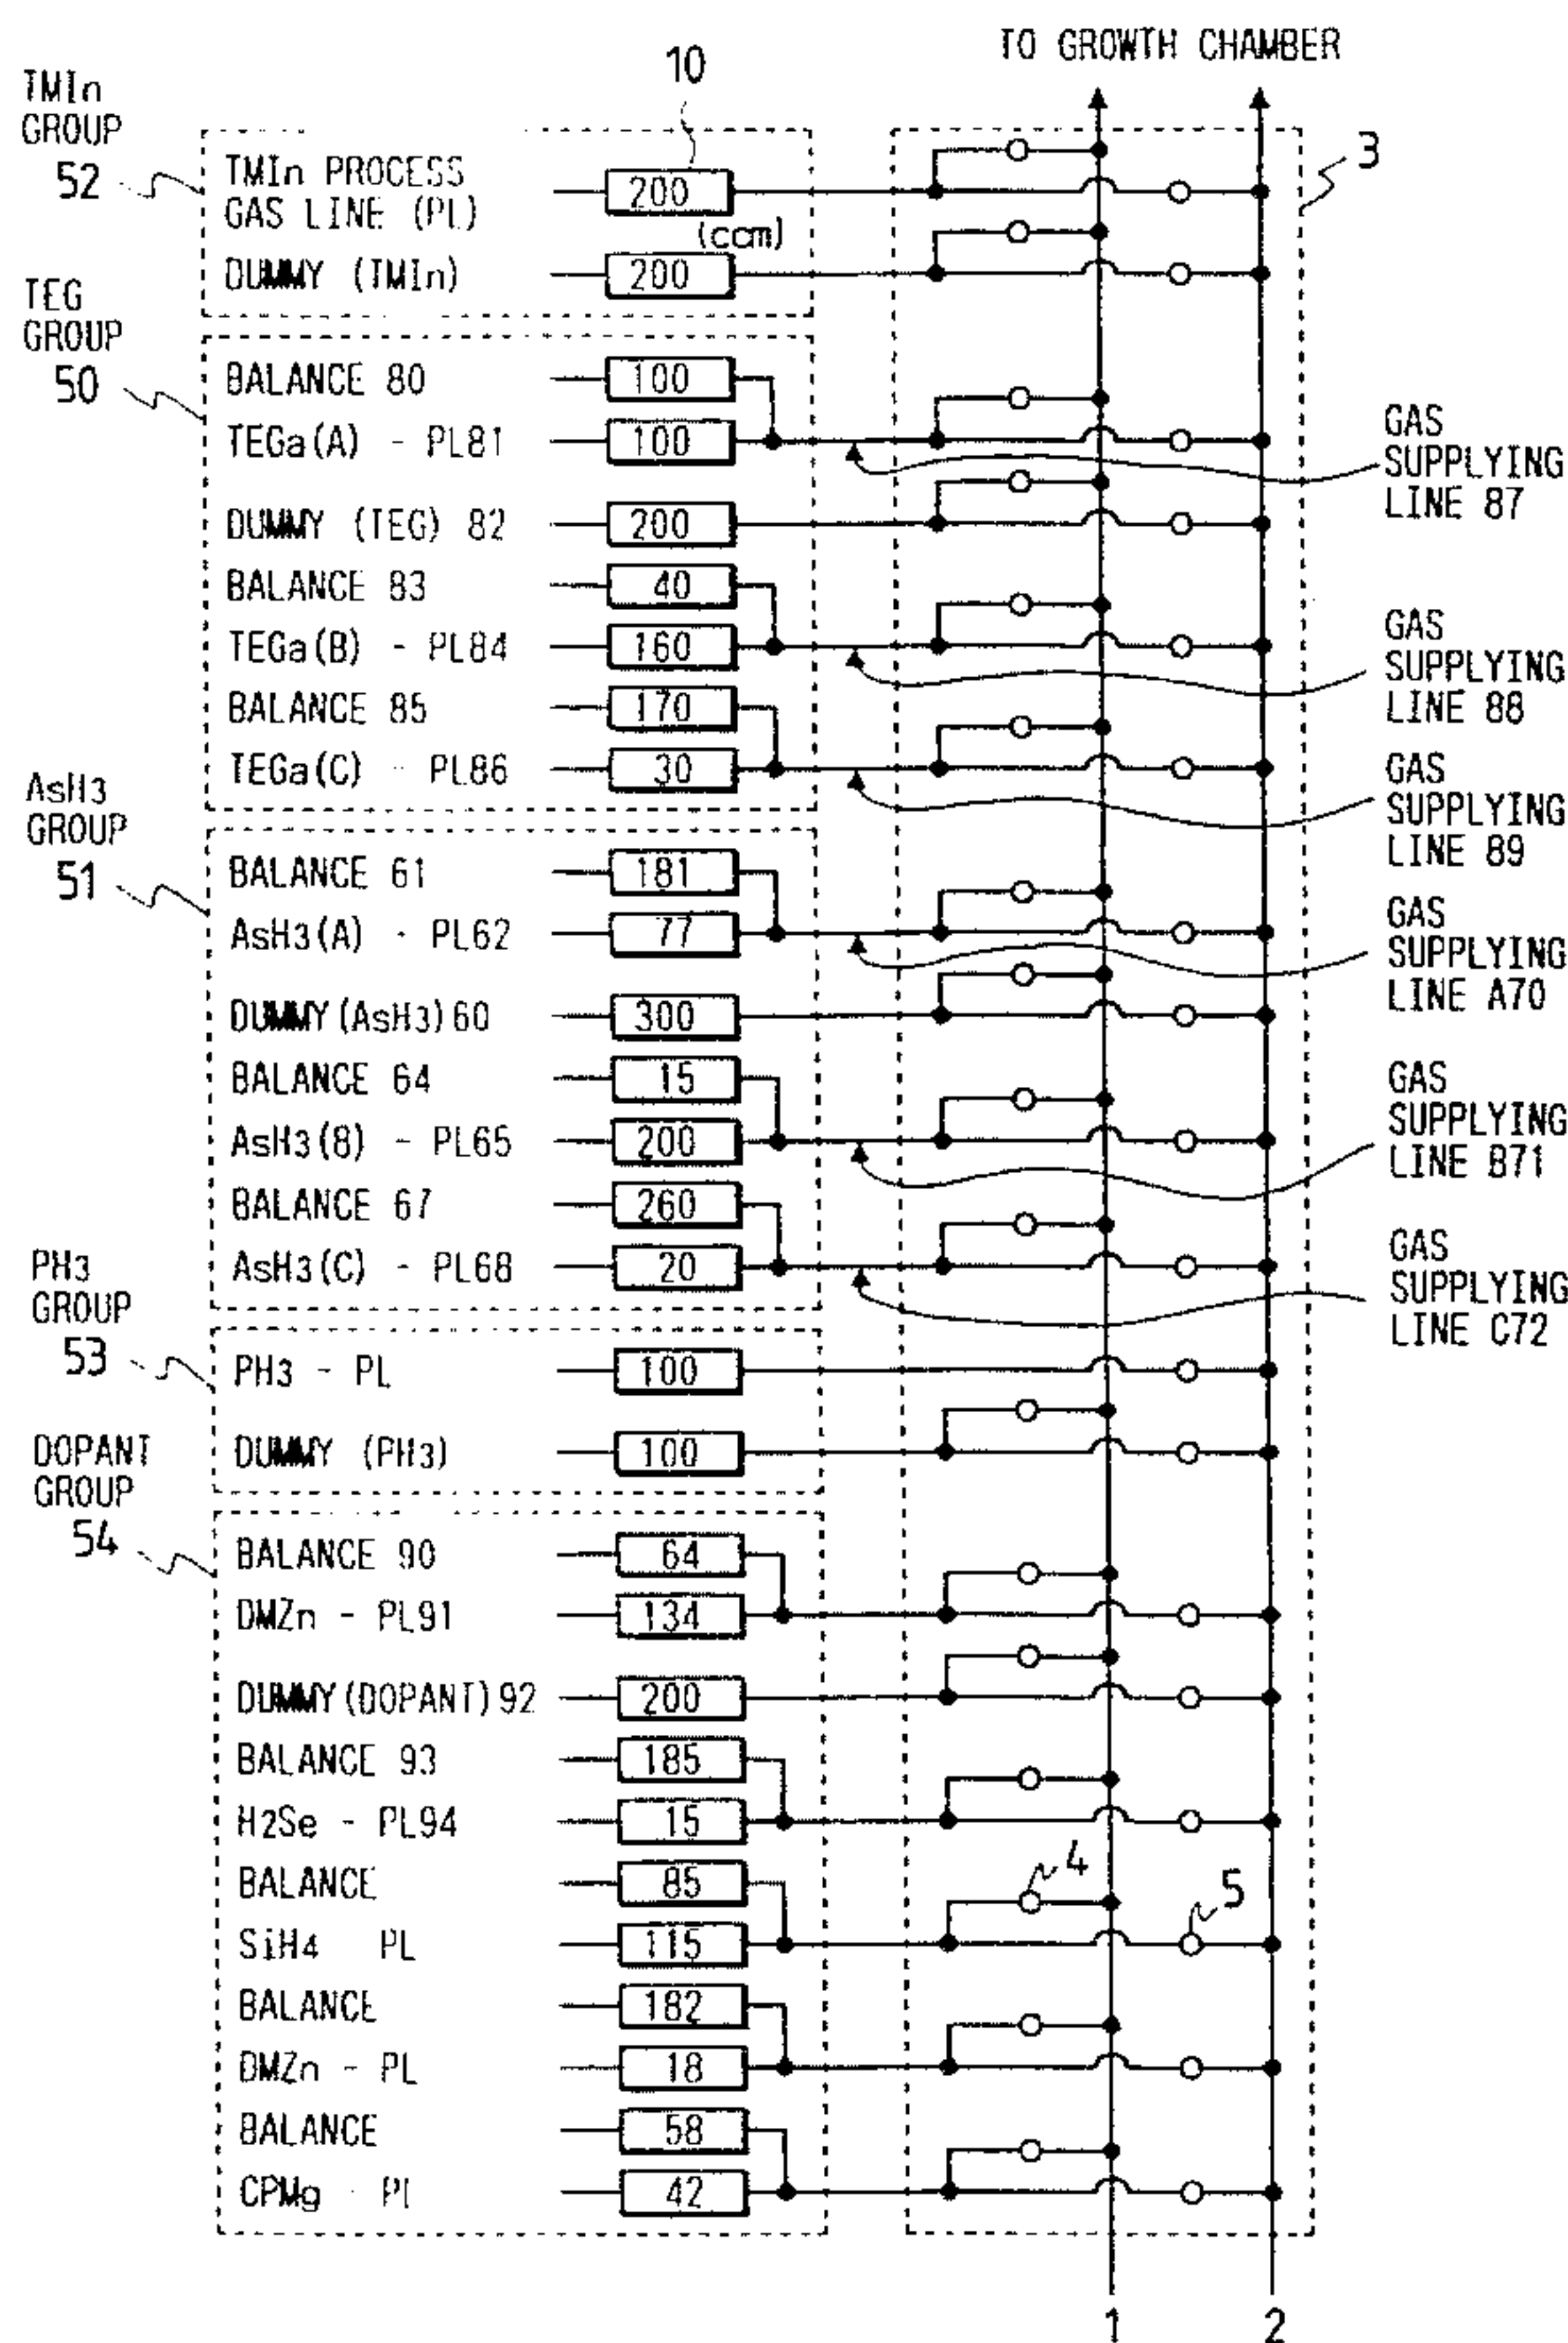 TO GROWTH CHAMBER
10
3
TMIn
GROUP
52
TMIn PROCESS
GAS LINE (PL)
200
(ccm)
DUMMY (TMIn)
200
TEG
GROUP
50
BALANCE 80
100
TEGa(A) - PL81
100
GAS
SUPPLYING
LINE 87
DUMMY (TEG) 82
200
BALANCE 83
40
TEGa(B) - PL84
160
GAS
SUPPLYING
LINE 88
BALANCE 85
170
TEGa(C) - PL86
30
GAS
SUPPLYING
LINE 89
AsH3
GROUP
51
BALANCE 61
181
AsH3(A) - PL62
77
GAS
SUPPLYING
LINE A70
DUMMY(AsH3)60
300
BALANCE 64
15
AsH3(8) - PL65
200
GAS
SUPPLYING
LINE B71
BALANCE 67
260
AsH3(C) - PL68
20
GAS
SUPPLYING
LINE C72
PH3
GROUP
53
PH3 - PL
100
DUMMY (PH3)
100
DOPANT
GROUP
54
BALANCE 90
64
DMZn - PL91
134
DUMMY(DOPANT)92
200
BALANCE 93
185
H2Se - PL94
15
BALANCE
85
4
5
SiH4 PL
115
BALANCE
182
DMZn - PL
18
BALANCE
58
CPMg - PL
42
1
2